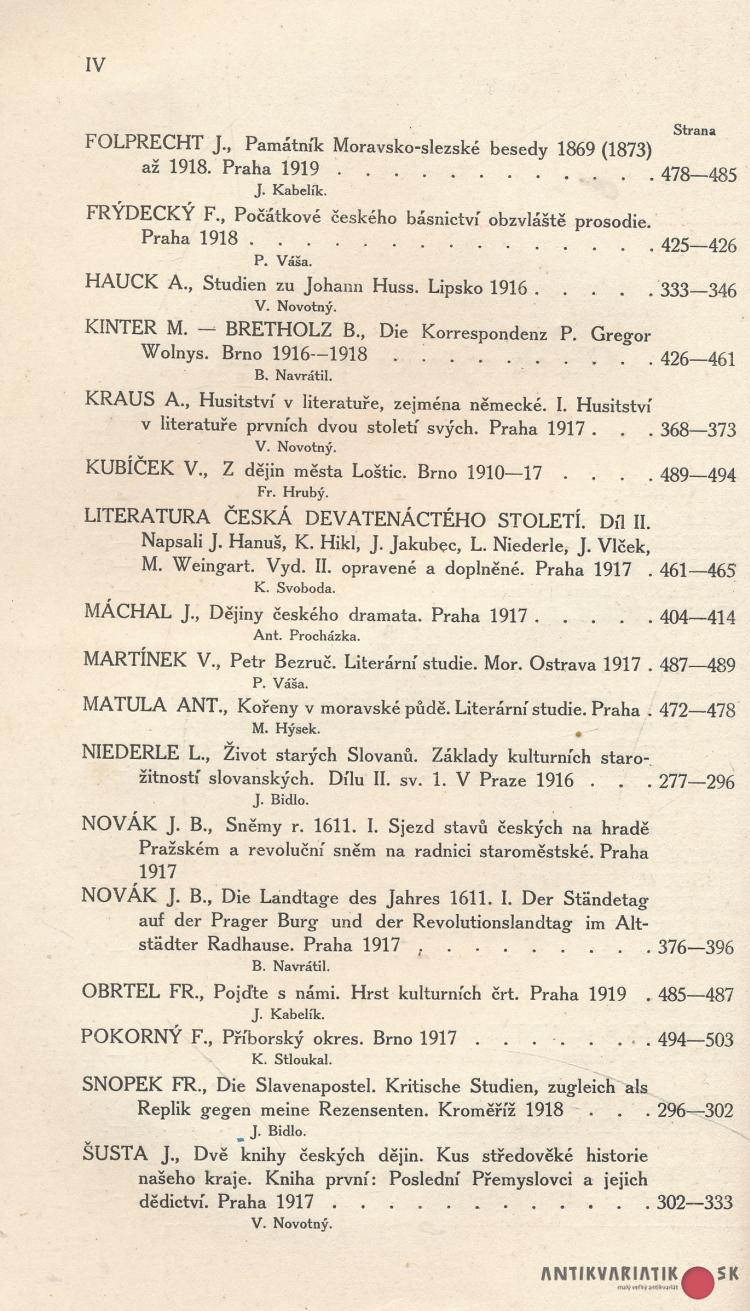 IV
Strana
FOLPRECHT J., Památník Moravsko-slezské besedy 1869 (1873)
až 1918. Praha 1919 . . . . . . . . . . . . 478—485
J. Kabelík.
FRÝDECKÝ F., Počátkové českého básnictví obzvláště prosodie.
Praha 1918 . . . . . . . . . . . . . . . 425—426
P. Váša.
HAUCK A., Studien zu Johann Huss. Lipsko 1916 . . . . . 333—346
V. Novotný.
KINTER M. — BRETHOLZ B., Die Korrespondenz P. Gregor
Wolnys. Brno 1916--1918 . . . . . . . . . . 426—461
B. Navrátil.
KRAUS A., Husitství v literatuře, zejména německé. I. Husitství
v literatuře prvních dvou století svých. Praha 1917 . . . 368—373
V. Novotný.
KUBÍČEK V., Z dějin města Loštic. Brno 1910—17 . . . . 489—494
Fr. Hrubý.
LITERATURA ČESKÁ DEVATENÁCTÉHO STOLETÍ. Díl II.
Napsali J. Hanuš, K. Hikl, J. Jakubec, L. Niederle, J. Vlček,
M. Weingart. Vyd. II. opravené a doplněné. Praha 1917 . 461—465
K. Svoboda.
MÁCHAL J., Dějiny českého dramata. Praha 1917 . . . . . 404—414
Ant. Procházka.
MARTÍNEK V., Petr Bezruč. Literární studie. Mor. Ostrava 1917 . 487—489
P. Váša.
MATULA ANT., Kořeny v moravské půdě. Literární studie. Praha . 472—478
M. Hýsek.
NIEDERLE L., Život starých Slovanů. Základy kulturních staro-
žitností slovanských. Dílu II. sv. 1. V Praze 1916 . . . 277—296
J. Bidlo.
NOVÁK J. B., Sněmy r. 1611. I. Sjezd stavů českých na hradě
Pražském a revoluční sněm na radnici staroměstské. Praha
1917
NOVÁK J. B., Die Landtage des Jahres 1611. I. Der Ständetag
auf der Prager Burg und der Revolutionslandtag im Alt-
städter Radhause. Praha 1917 . . . . . . . . . 376—396
B. Navrátil.
OBRTEL FR., Pojďte s námi. Hrst kulturních črt. Praha 1919 . 485—487
J. Kabelík.
POKORNÝ F., Příborský okres. Brno 1917 . . . . . . . . 494—503
K. Stloukal.
SNOPEK FR., Die Slavenapostel. Kritische Studien, zugleich als
Replik gegen meine Rezensenten. Kroměříž 1918 . . . 296—302
J. Bidlo.
ŠUSTA J., Dvě knihy českých dějin. Kus středověké historie
našeho kraje. Kniha první: Poslední Přemyslovci a jejich
dědictví. Praha 1917 . . . . . . . . . . . . 302—333
V. Novotný.
ANTIKVARIATIK SK
malý veľký antikvariát